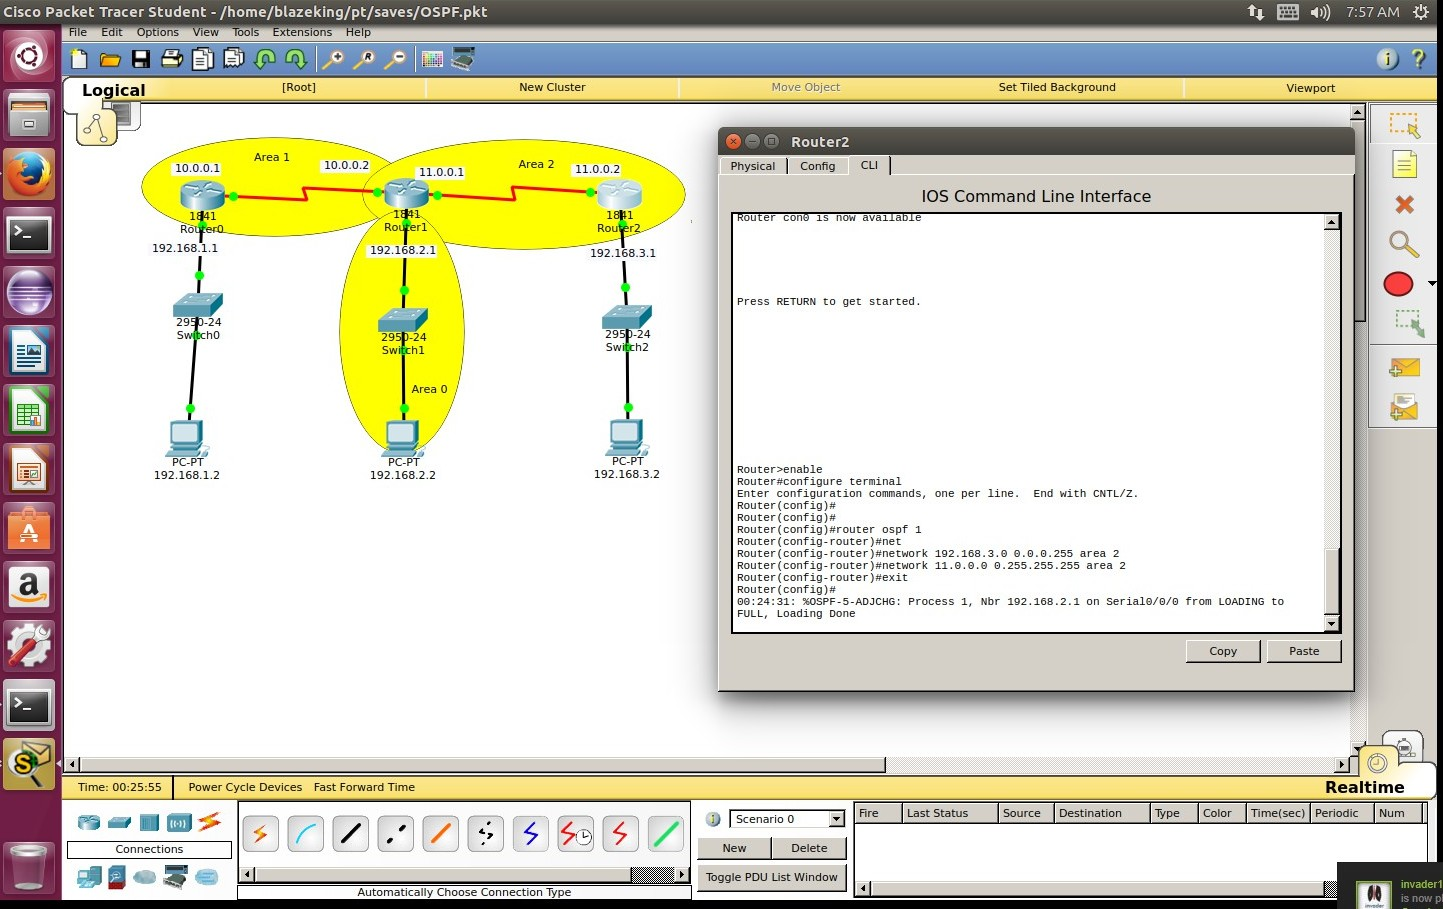 Cisco Packet Tracer Student - /home/blazeking/pt/saves/OSPF.pkt
7:57 AM
File Edit Options View Tools Extensions Help
Logical
[Root]
New Cluster
Move Object
Set Tiled Background
Viewport
Area 1
10.0.0.1
10.0.0.2
1841
Router0
192.168.1.1
2950-24
Switch0
PC-PT
192.168.1.2
11.0.0.1
1841
Router1
192.168.2.1
2950-24
Switch1
Area 0
PC-PT
192.168.2.2
Area 2
11.0.0.2
1841
Router2
192.168.3.1
2950-24
Switch2
PC-PT
192.168.3.2
Router2
Physical Config CLI
IOS Command Line Interface
Router con0 is now available
Press RETURN to get started.
Router>enable
Router#configure terminal
Enter configuration commands, one per line.  End with CNTL/Z.
Router(config)#
Router(config)#
Router(config)#router ospf 1
Router(config-router)#net
Router(config-router)#network 192.168.3.0 0.0.0.255 area 2
Router(config-router)#network 11.0.0.0 0.255.255.255 area 2
Router(config-router)#exit
Router(config)#
00:24:31: %OSPF-5-ADJCHG: Process 1, Nbr 192.168.2.1 on Serial0/0/0 from LOADING to
FULL, Loading Done
Copy Paste
Time: 00:25:55
Power Cycle Devices Fast Forward Time
Realtime
Connections
Automatically Choose Connection Type
Scenario 0
New Delete
Toggle PDU List Window
Fire Last Status Source Destination Type Color Time(sec) Periodic Num
invader1
is now pl